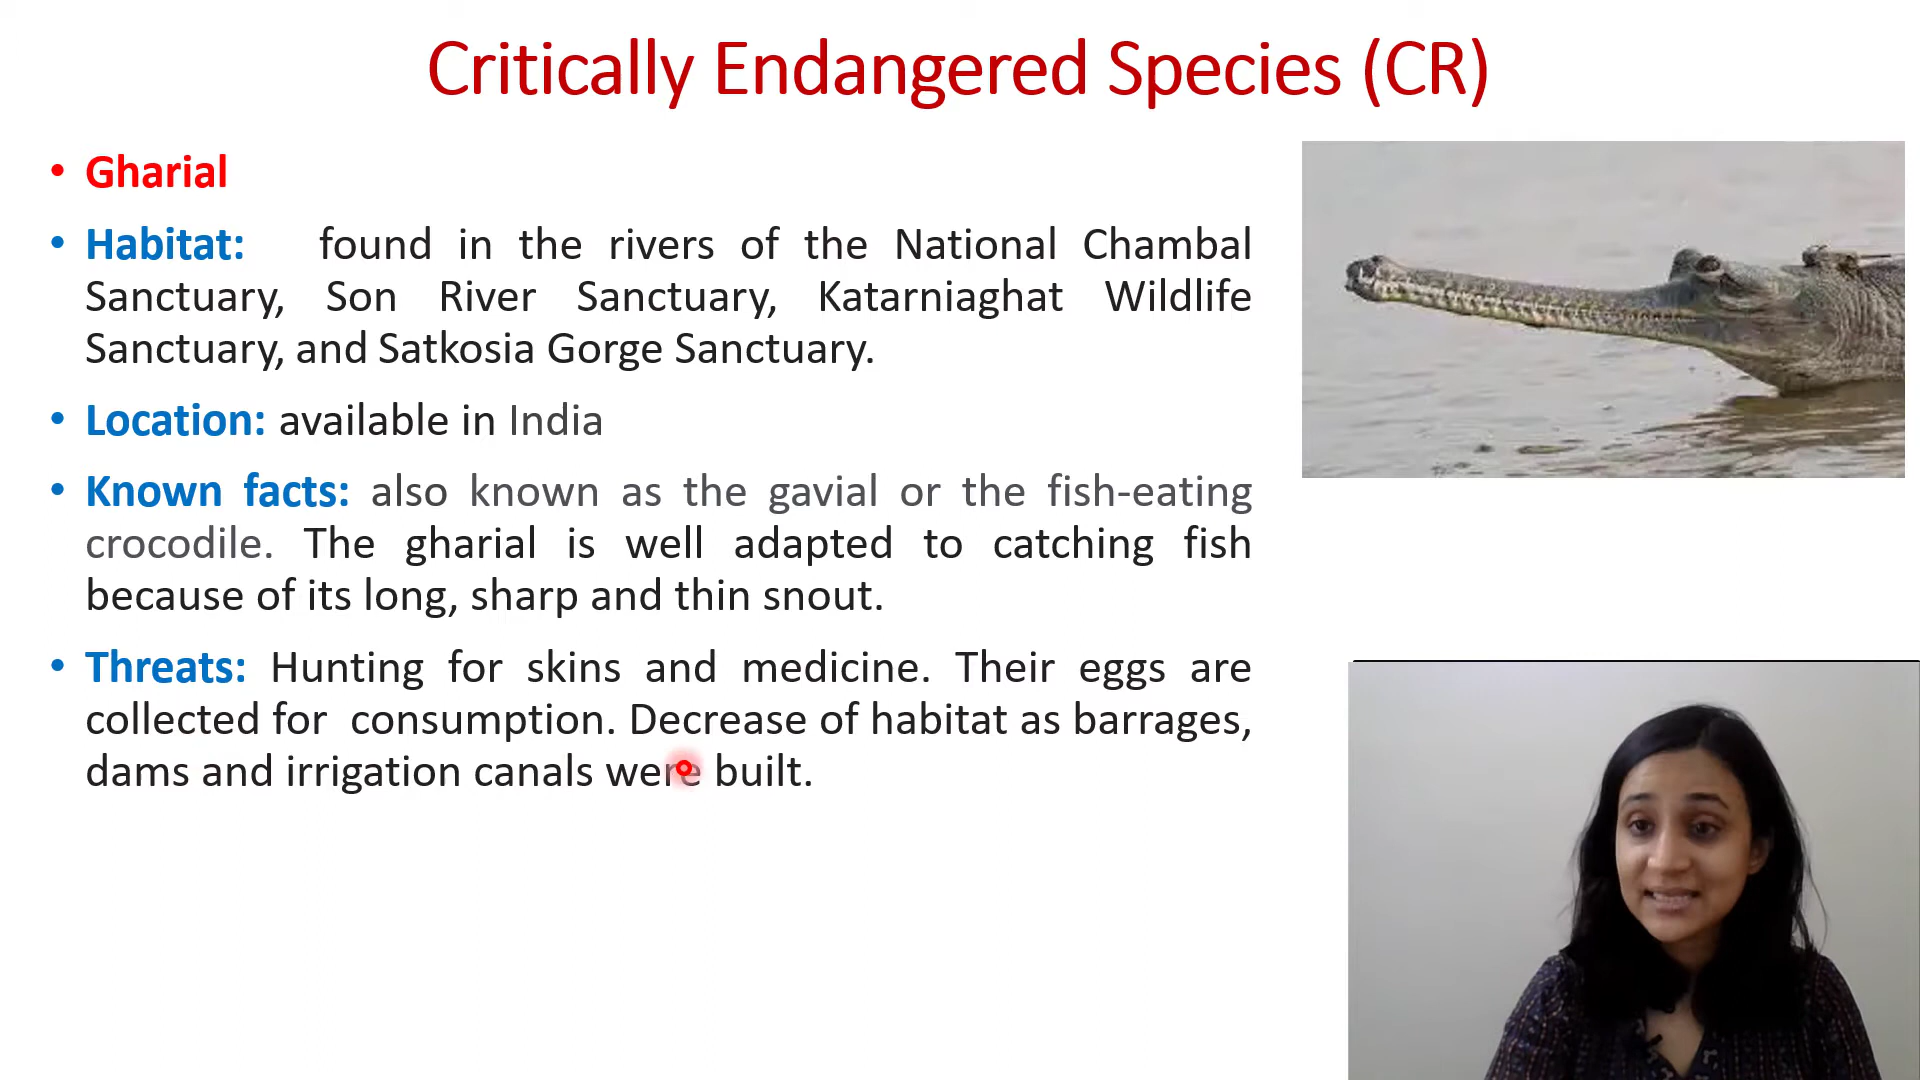 Critically Endangered Species (CR)
• Gharial
• Habitat: found in the rivers of the National Chambal
Sanctuary, Son River Sanctuary, Katarniaghat Wildlife
Sanctuary, and Satkosia Gorge Sanctuary.
• Location: available in India
• Known facts: also known as the gavial or the fish-eating
crocodile. The gharial is well adapted to catching fish
because of its long, sharp and thin snout.
• Threats: Hunting for skins and medicine. Their eggs are
collected for consumption. Decrease of habitat as barrages,
dams and irrigation canals were built.